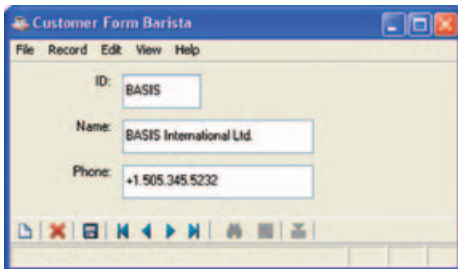 Customer Form Barista
File Record Edit View Help
ID: BASIS
Name: BASIS International Ltd.
Phone: +1.505.345.5232